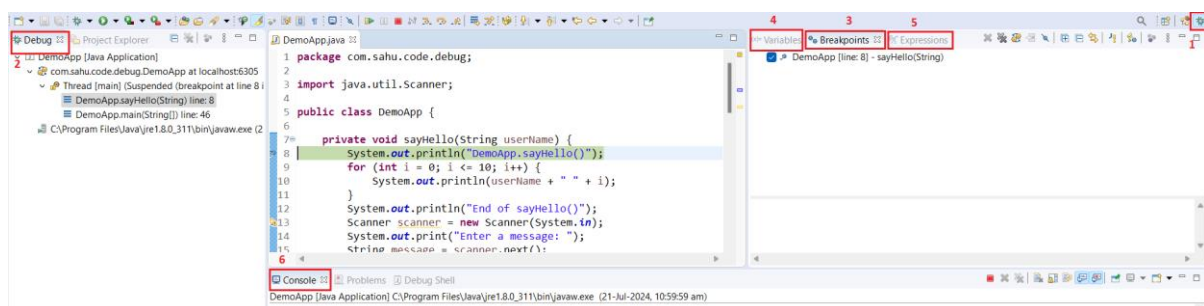 4 3 5
Debug Project Explorer
DemoApp.java
Variables Breakpoints Expressions
1
2
DemoApp [Java Application]
com.sahu.code.debug.DemoApp at localhost:6305
Thread [main] (Suspended (breakpoint at line 8 i
DemoApp.sayHello(String) line: 8
DemoApp.main(String[]) line: 46
C:\Program Files\Java\jre1.8.0_311\bin\javaw.exe (2
1 package com.sahu.code.debug;
2
3 import java.util.Scanner;
4
5 public class DemoApp {
6
7 private void sayHello(String userName) {
8 System.out.println("DemoApp.sayHello()");
9 for (int i = 0; i <= 10; i++) {
10 System.out.println(userName + " " + i);
11 }
12 System.out.println("End of sayHello()");
13 Scanner scanner = new Scanner(System.in);
14 System.out.print("Enter a message: ");
15 String message = scanner.next();
DemoApp [line: 8] - sayHello(String)
6
Console Problems Debug Shell
DemoApp [Java Application] C:\Program Files\Java\jre1.8.0_311\bin\javaw.exe (21-Jul-2024, 10:59:59 am)